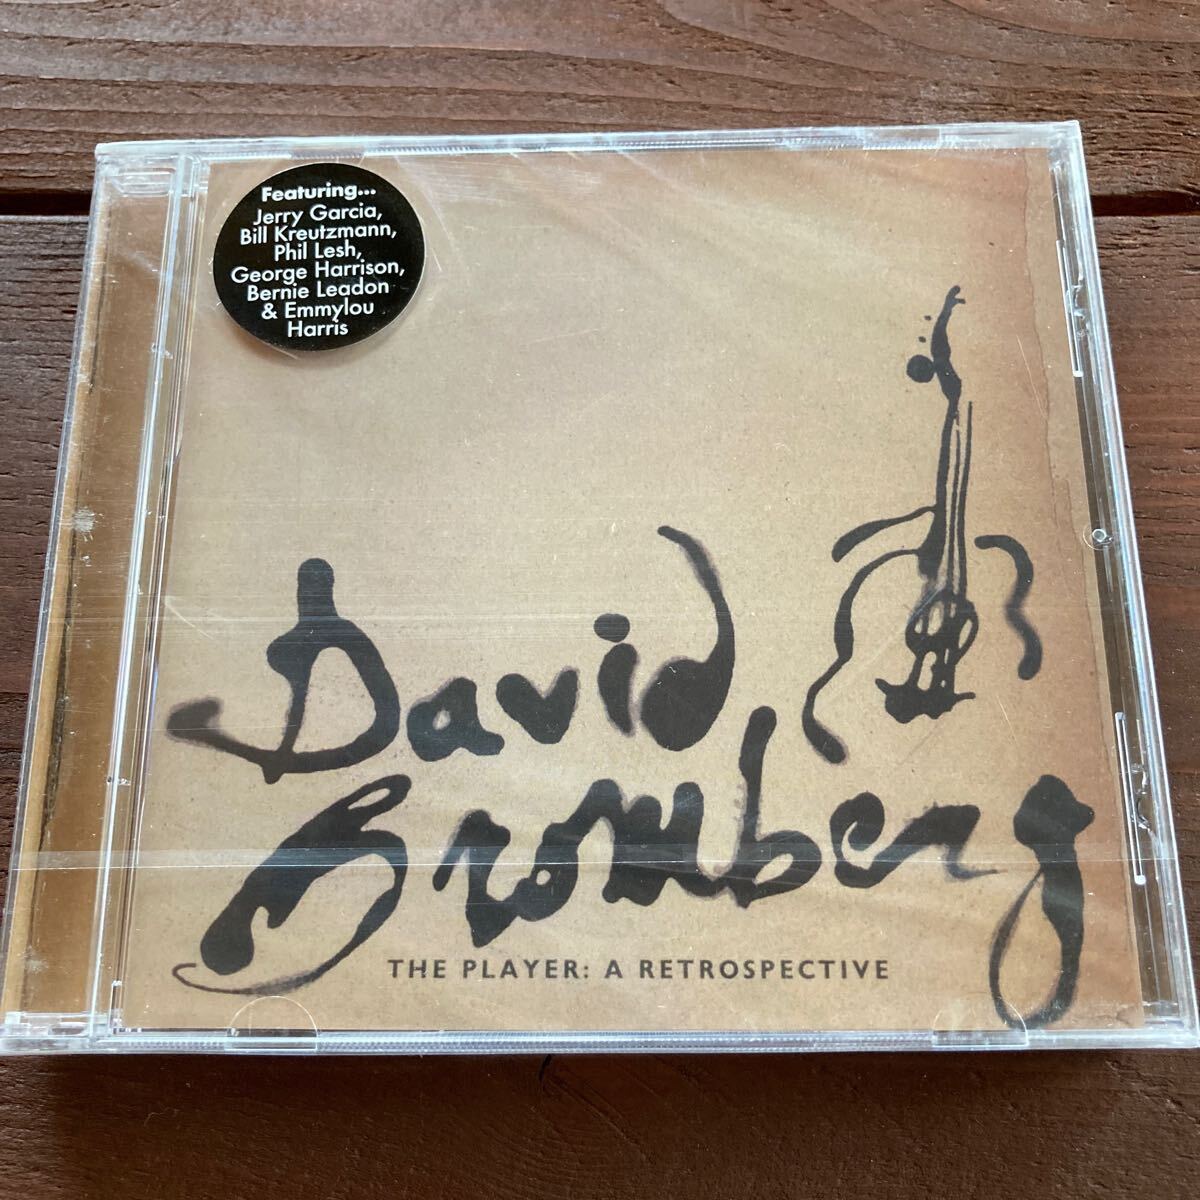 Featuring...
Jerry Garcia,
Bill Kreutzmann,
Phil Lesh,
George Harrison,
Bernie Leadon
& Emmylou
Harris
David
Bromberg
THE PLAYER: A RETROSPECTIVE